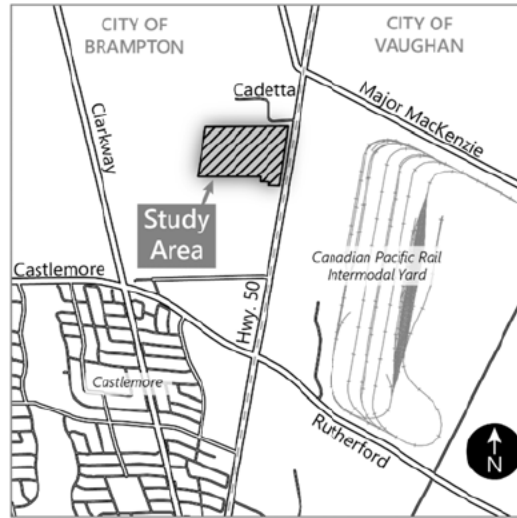 CITY OF
BRAMPTON
CITY OF
VAUGHAN
Cadetta
Major MacKenzie
Clarkway
Study
Area
Canadian Pacific Rail
Intermodal Yard
Castlemore
Hwy. 50
Castlemore
Rutherford
N